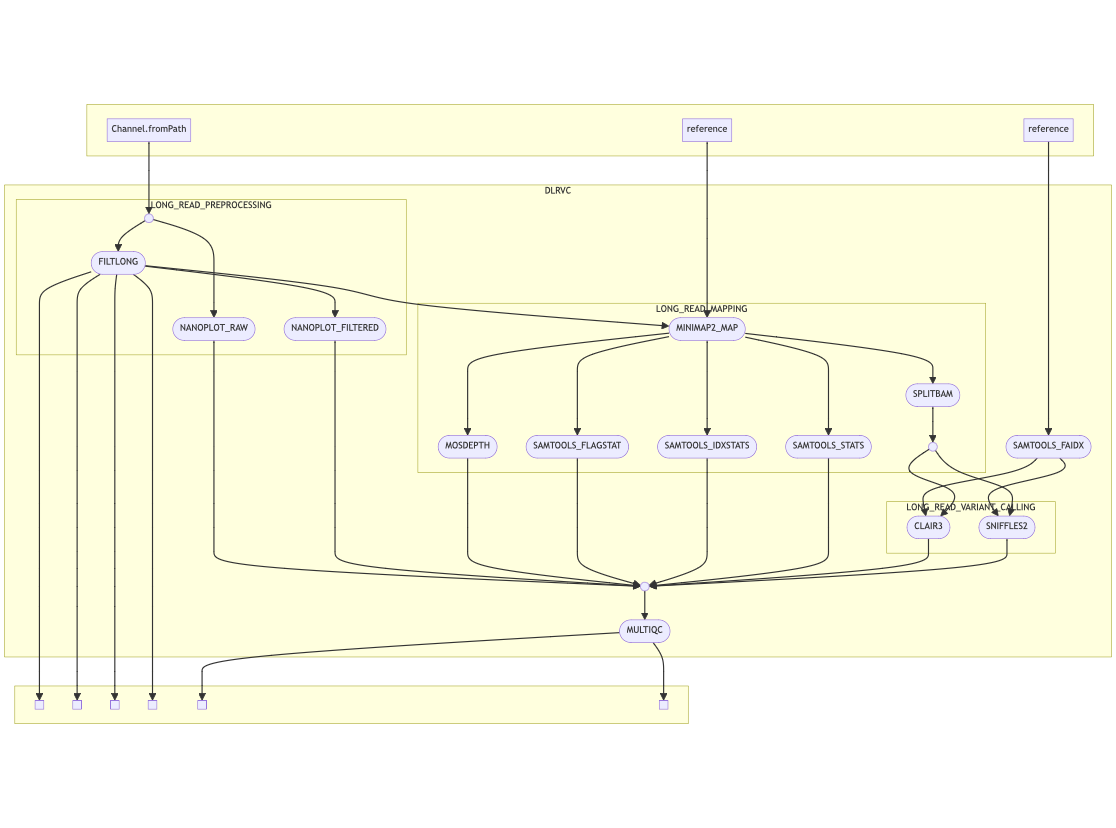 Channel.fromPath
reference
reference
DLRVC
LONG_READ_PREPROCESSING
FILTLONG
NANOPLOT_RAW
NANOPLOT_FILTERED
LONG_READ_MAPPING
MINIMAP2_MAP
SPLITBAM
MOSDEPTH
SAMTOOLS_FLAGSTAT
SAMTOOLS_IDXSTATS
SAMTOOLS_STATS
SAMTOOLS_FAIDX
LONG_READ_VARIANT_CALLING
CLAIR3
SNIFFLES2
MULTIQC